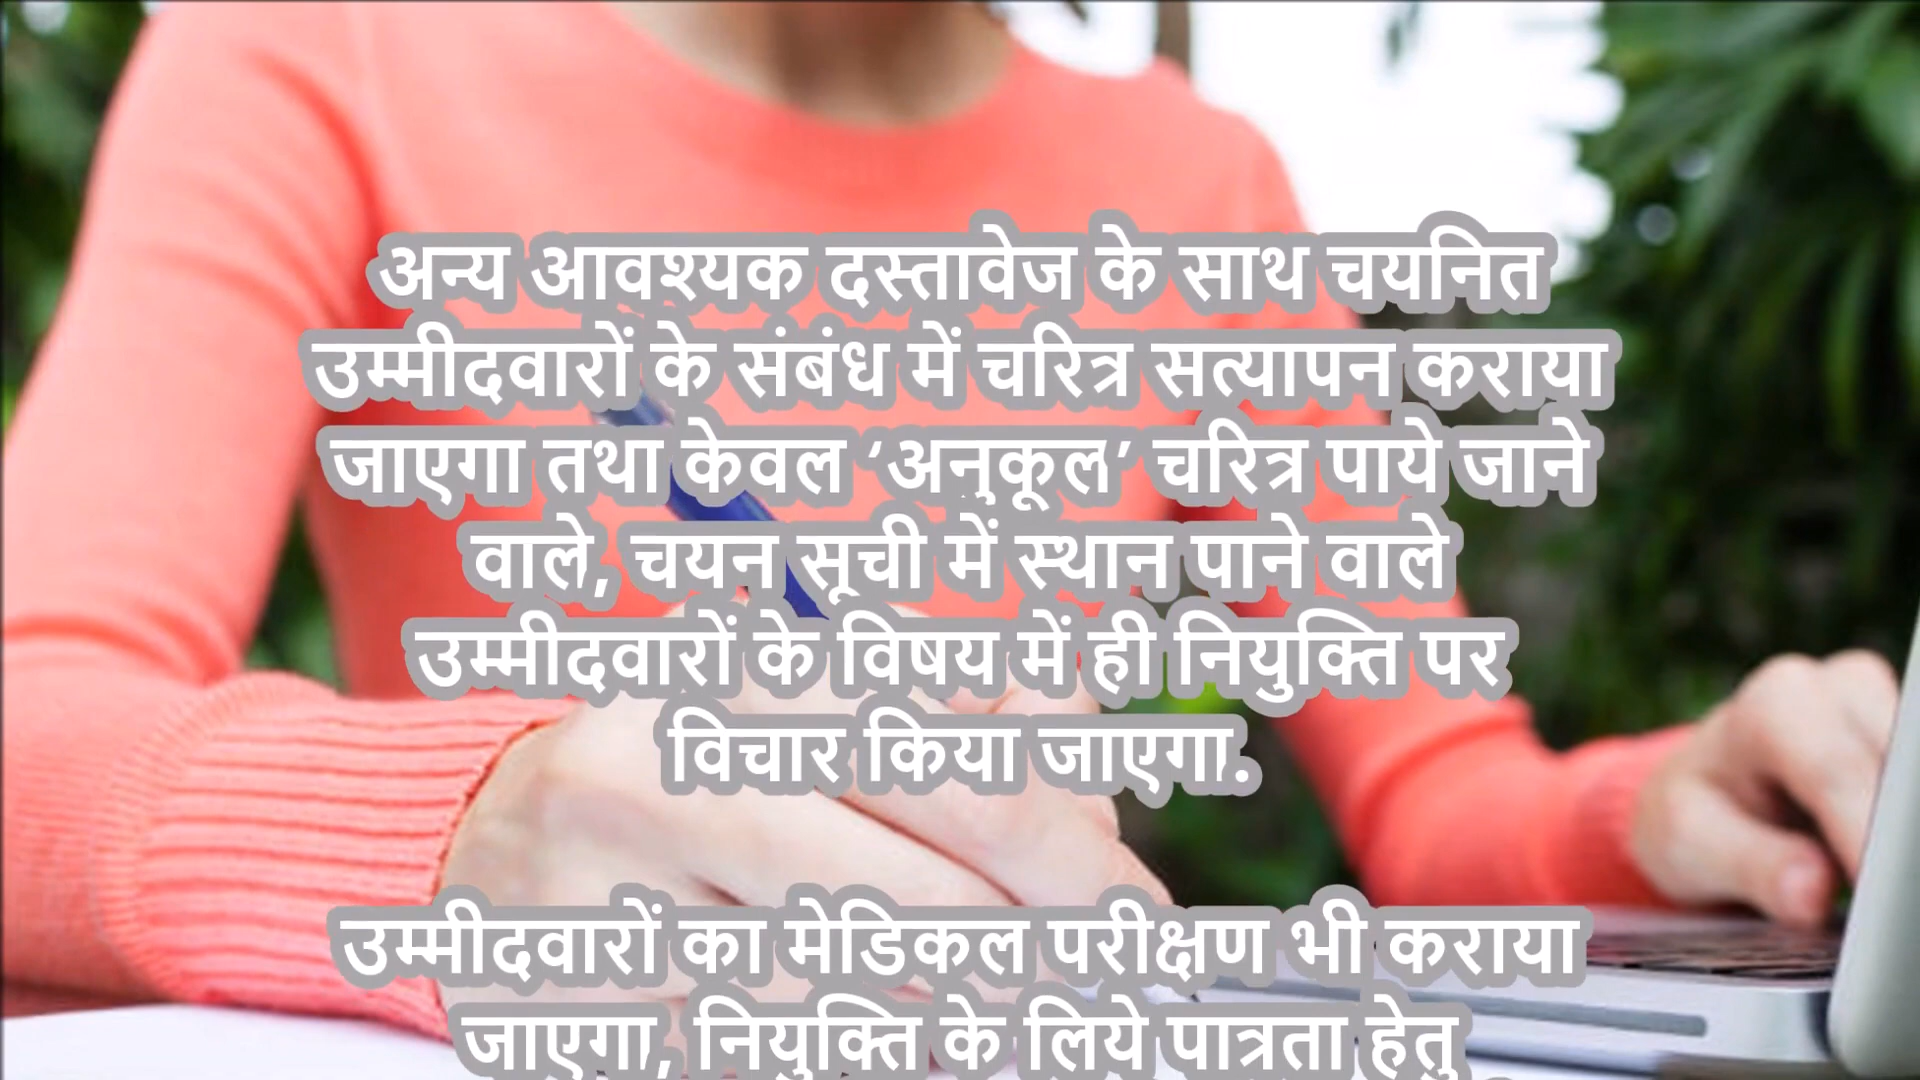 अन्य आवश्यक दस्तावेज के साथ चयनित
उम्मीदवारों के संबंध में चरित्र सत्यापन कराया
जाएगा तथा केवल ’अनुकूल’ चरित्र पाये जाने
वाले, चयन सूची में स्थान पाने वाले
उम्मीदवारों के विषय में ही नियुक्ति पर
विचार किया जाएगा.
उम्मीदवारों का मेडिकल परीक्षण भी कराया
जाएगा, नियुक्ति के लिये पात्रता हेतु